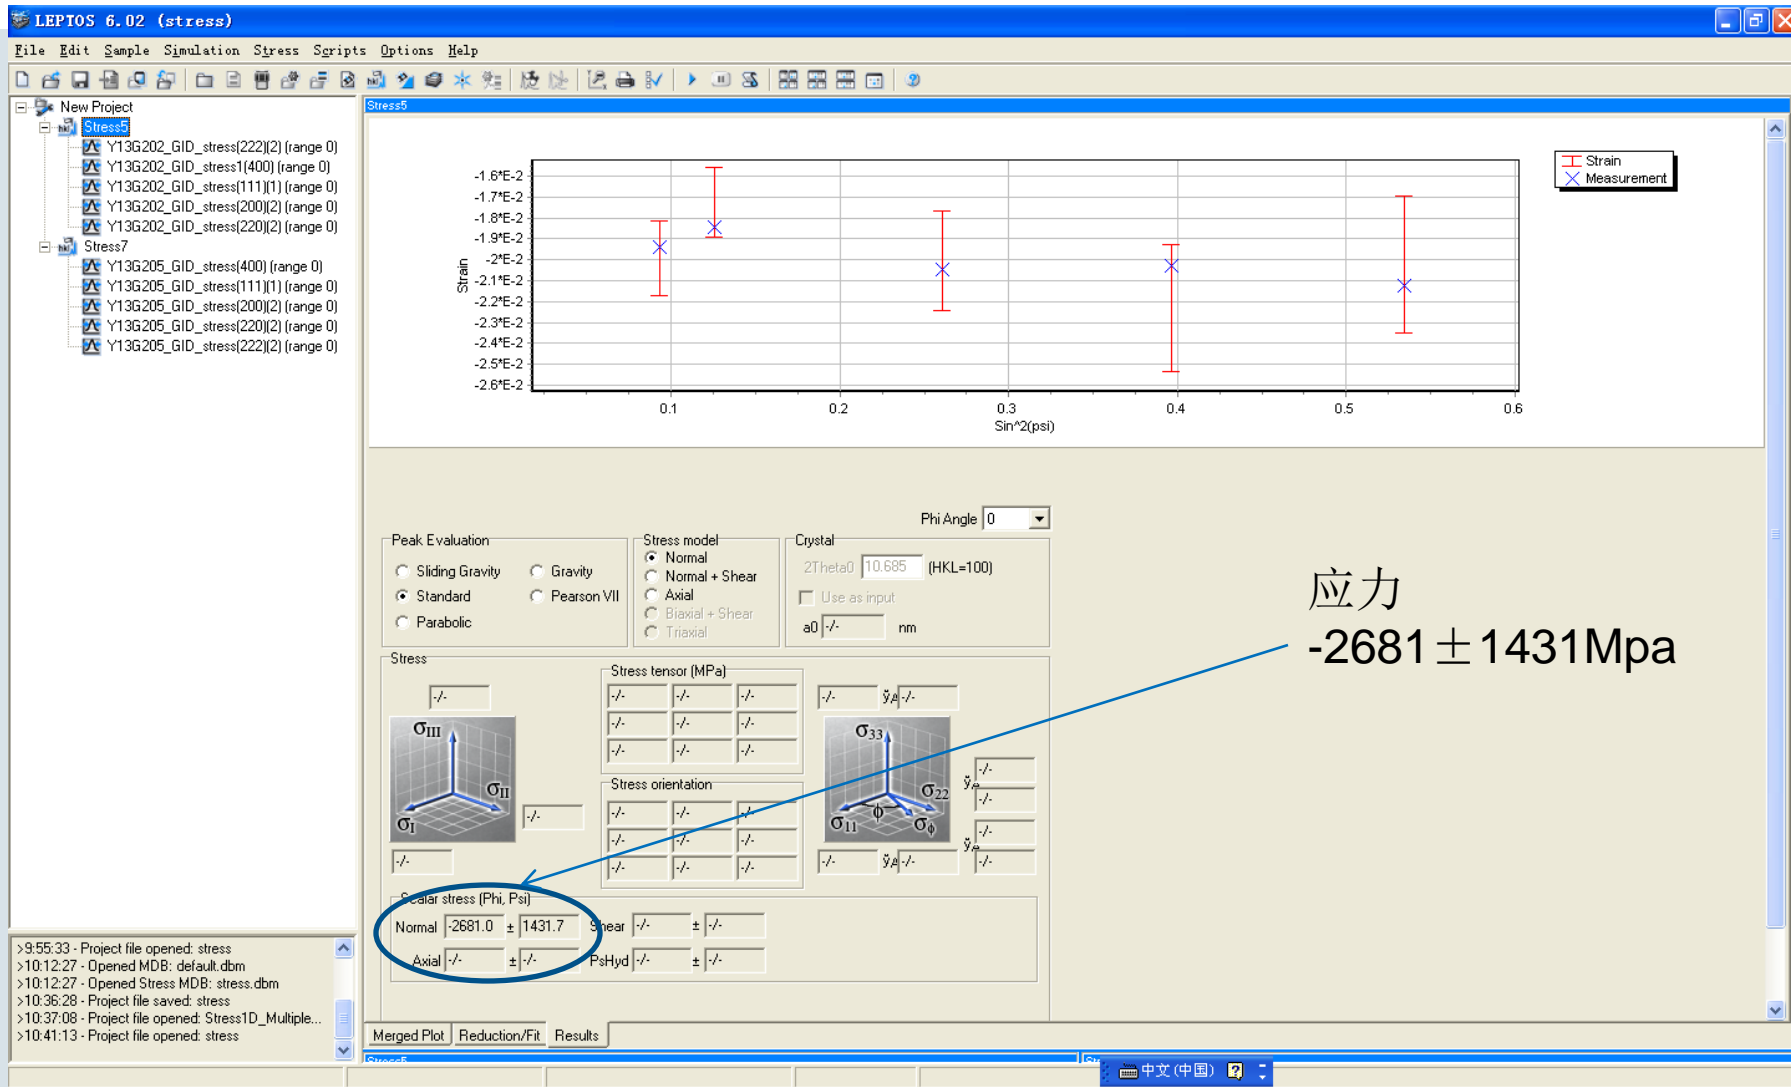 LEPTOS 6.02 (stress)
File Edit Sample Simulation Stress Scripts Options Help
New Project
Stress5
Y13G202_GID_stress(222)(2) (range 0)
Y13G202_GID_stress1(400) (range 0)
Y13G202_GID_stress(111)(1) (range 0)
Y13G202_GID_stress(200)(2) (range 0)
Y13G202_GID_stress(220)(2) (range 0)
Stress7
Y13G205_GID_stress(400) (range 0)
Y13G205_GID_stress(111)(1) (range 0)
Y13G205_GID_stress(200)(2) (range 0)
Y13G205_GID_stress(220)(2) (range 0)
Y13G205_GID_stress(222)(2) (range 0)
>9:55:33 - Project file opened: stress
>10:12:27 - Opened MDB: default.dbm
>10:12:27 - Opened Stress MDB: stress.dbm
>10:36:28 - Project file saved: stress
>10:37:08 - Project file opened: Stress1D_Multiple...
>10:41:13 - Project file opened: stress
Stress5
-1.6*E-2
-1.7*E-2
-1.8*E-2
-1.9*E-2
-2*E-2
-2.1*E-2
-2.2*E-2
-2.3*E-2
-2.4*E-2
-2.5*E-2
-2.6*E-2
Strain
0.1 0.2 0.3 0.4 0.5 0.6
Sin^2(psi)
Strain
Measurement
Phi Angle 0
Peak Evaluation
Sliding Gravity Gravity
Standard Pearson VII
Parabolic
Stress model
Normal
Normal + Shear
Axial
Biaxial + Shear
Triaxial
Crystal
2Theta0 10.685 (HKL=100)
Use as input
a0 -/- nm
Stress
-/-
σIII
σII
σI
-/-
-/-
Stress tensor (MPa)
-/- -/- -/-
-/- -/- -/-
-/- -/- -/-
Stress orientation
-/- -/- -/-
-/- -/- -/-
-/- -/- -/-
-/- -/-
σ33
σ22
σ11 ϕ σϕ
-/-
-/-
-/-
-/-
-/- -/-
Scalar stress (Phi, Psi)
Normal -2681.0 ± 1431.7 Shear -/- ± -/-
Axial -/- ± -/- PsHyd -/- ± -/-
应力
-2681±1431Mpa
Merged Plot Reduction/Fit Results
中文(中国)